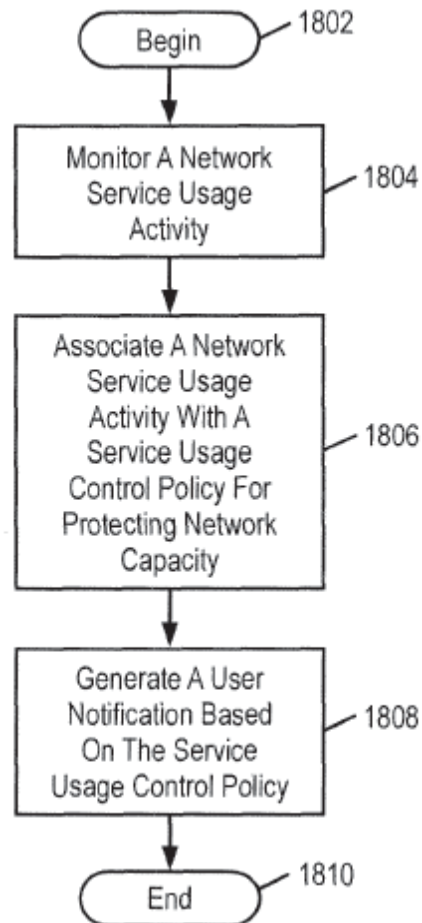 Begin
1802
Monitor A Network
Service Usage
Activity
1804
Associate A Network
Service Usage
Activity With A
Service Usage
Control Policy For
Protecting Network
Capacity
1806
Generate A User
Notification Based
On The Service
Usage Control Policy
1808
End
1810